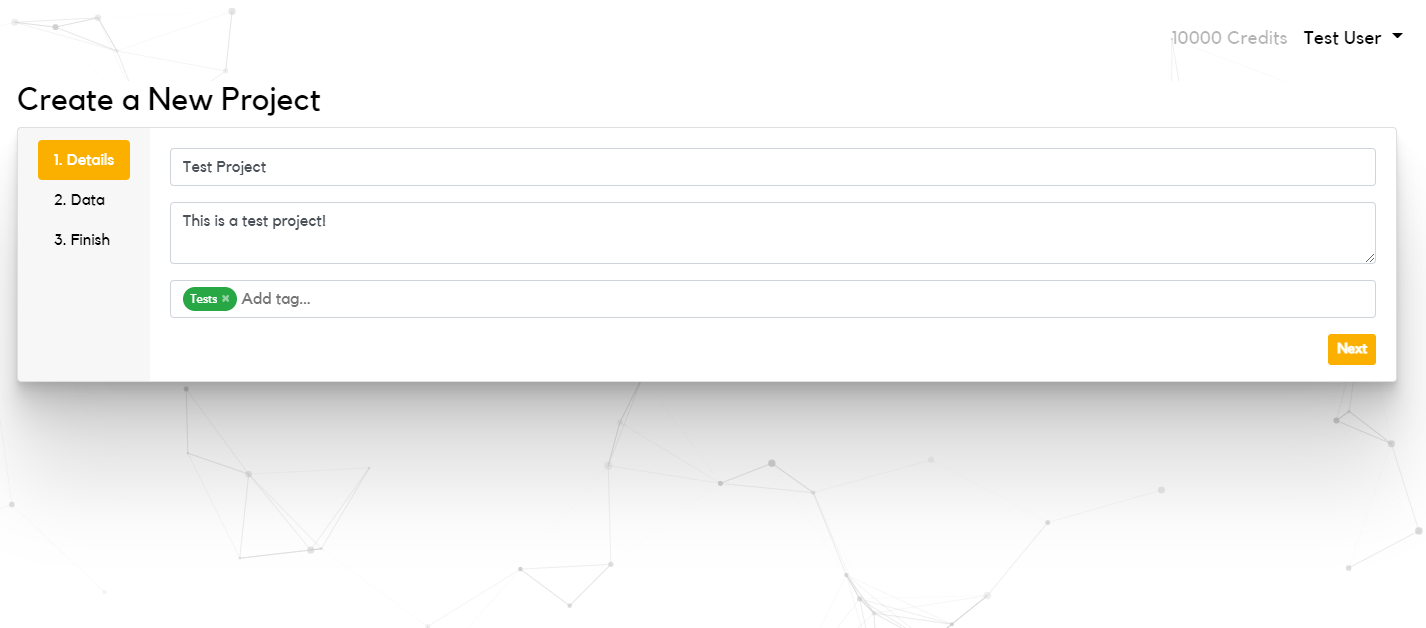 10000 Credits Test User
Create a New Project
1. Details
2. Data
3. Finish
Test Project
This is a test project!
Tests × Add tag...
Next